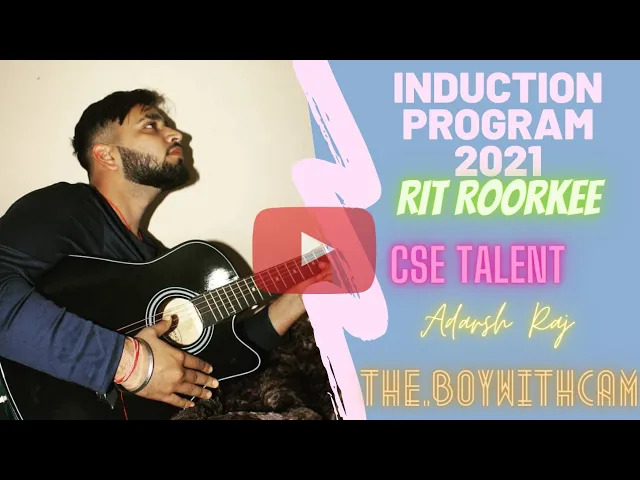 INDUCTION
PROGRAM
2021
RIT ROORKEE
CSE TALENT
Adarsh Raj
THE..BOYWITHCAM